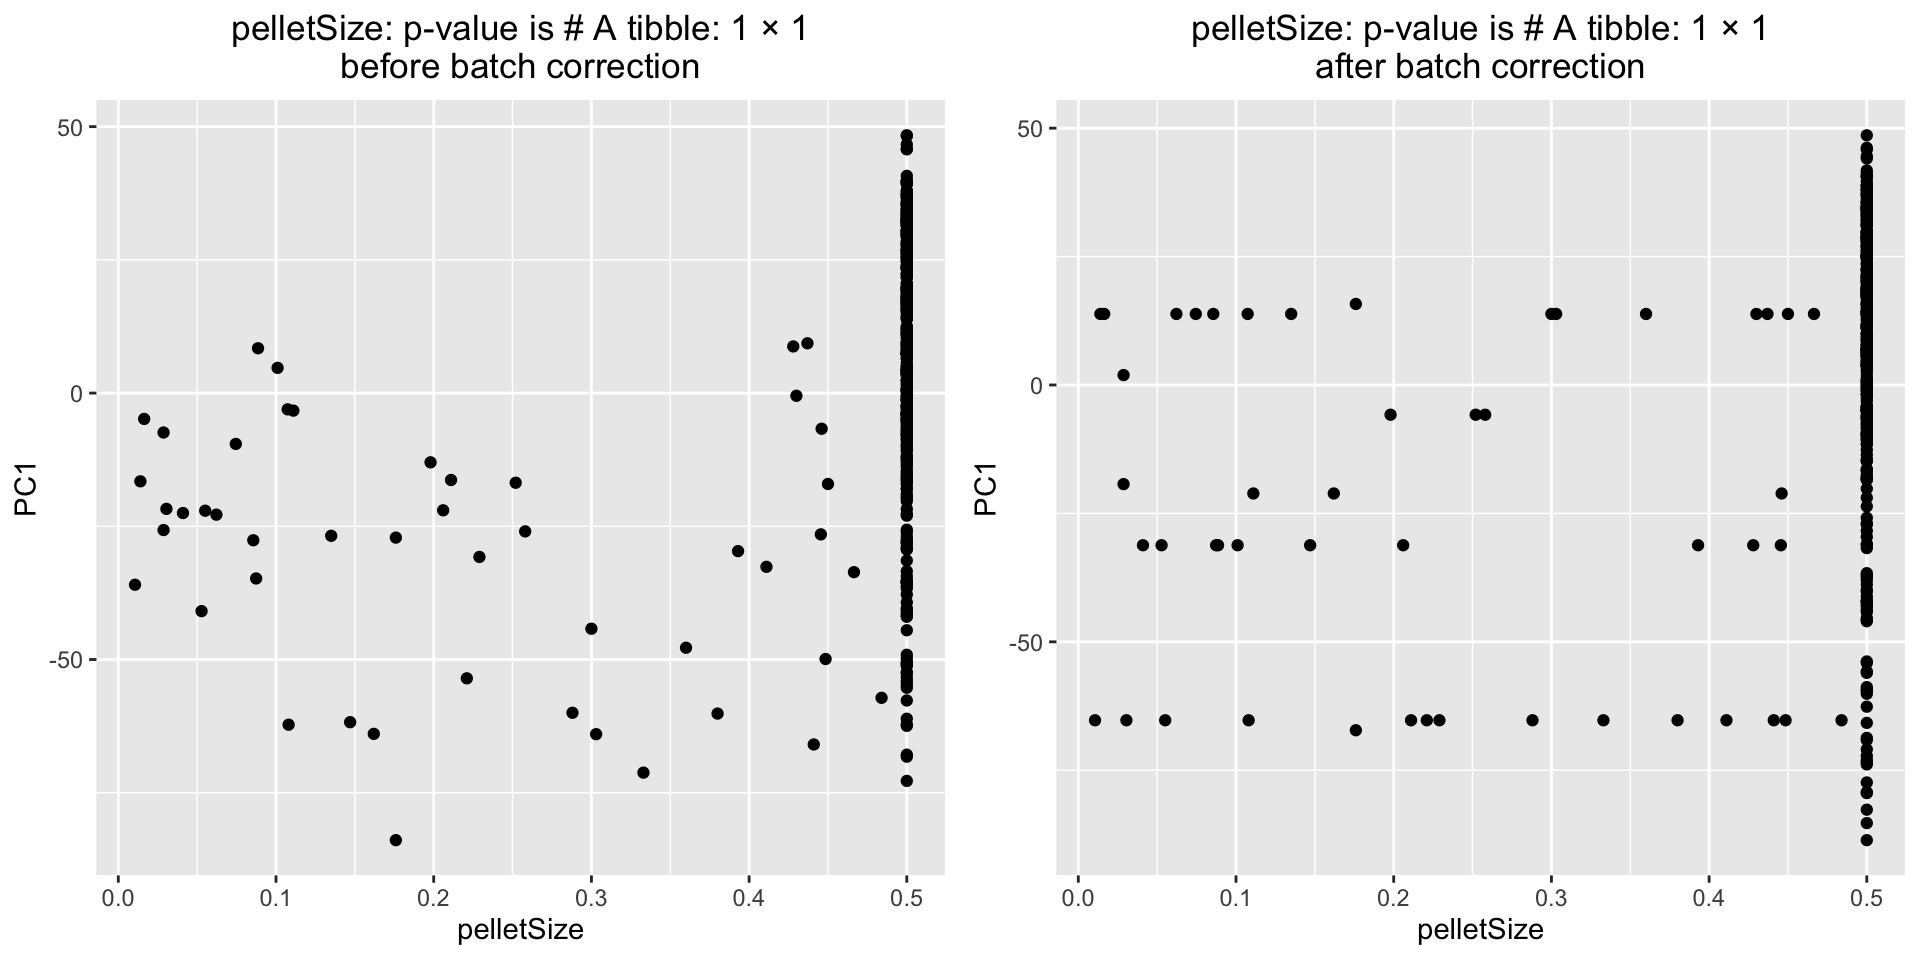 pelletSize: p-value is # A tibble: 1 × 1
before batch correction
50
0
-50
PC1
0.0 0.1 0.2 0.3 0.4 0.5
pelletSize
pelletSize: p-value is # A tibble: 1 × 1
after batch correction
50
0
-50
PC1
0.0 0.1 0.2 0.3 0.4 0.5
pelletSize